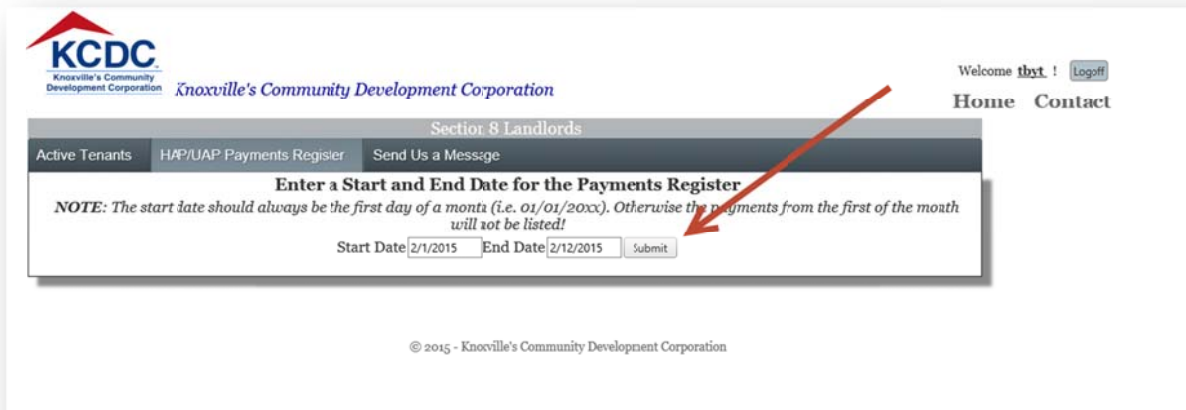 KCDC
Knoxville's Community
Development Corporation
Knoxville's Community Development Corporation
Welcome tbyt ! Logoff
Home Contact
Section 8 Landlords
Active Tenants HAP/UAP Payments Register Send Us a Message
Enter a Start and End Date for the Payments Register
NOTE: The start date should always be the first day of a month (i.e. 01/01/20xx). Otherwise the payments from the first of the month
will not be listed!
Start Date 2/1/2015 End Date 2/12/2015 Submit
© 2015 - Knoxville's Community Development Corporation